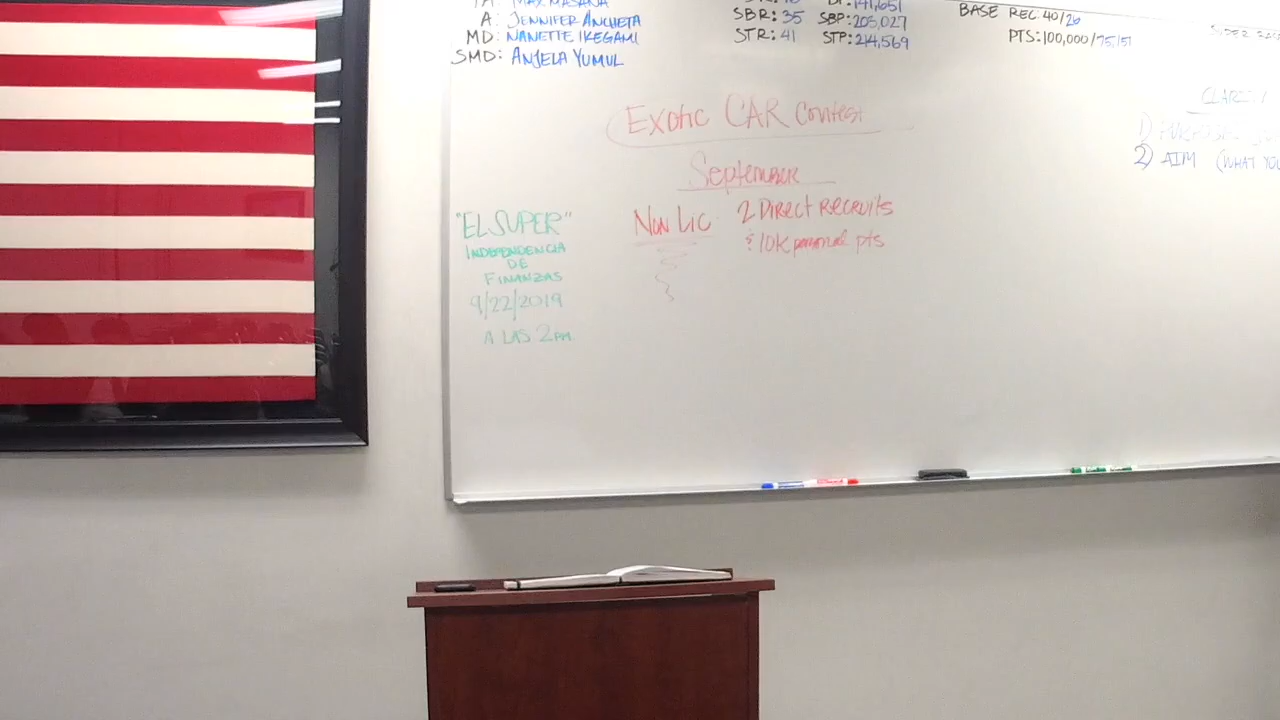 A: JENNIFER ANCHETA
MD: NANETTE IKEGAMI
SMD: ANJELA YUMUL
SBR: 35 SBP: 205,027
STR: 41 STP: 214,569
BASE REC: 40/26
PTS: 100,000/75,151
Exotic CAR Contest
September
NON LIC 2 DIRECT RECRUITS
& 10K personal pts
"EL SUPER"
INDEPENDENCIA
DE
FINANZAS
9/22/2019
A LAS 2PM.
2) AIM (WHAT YOU